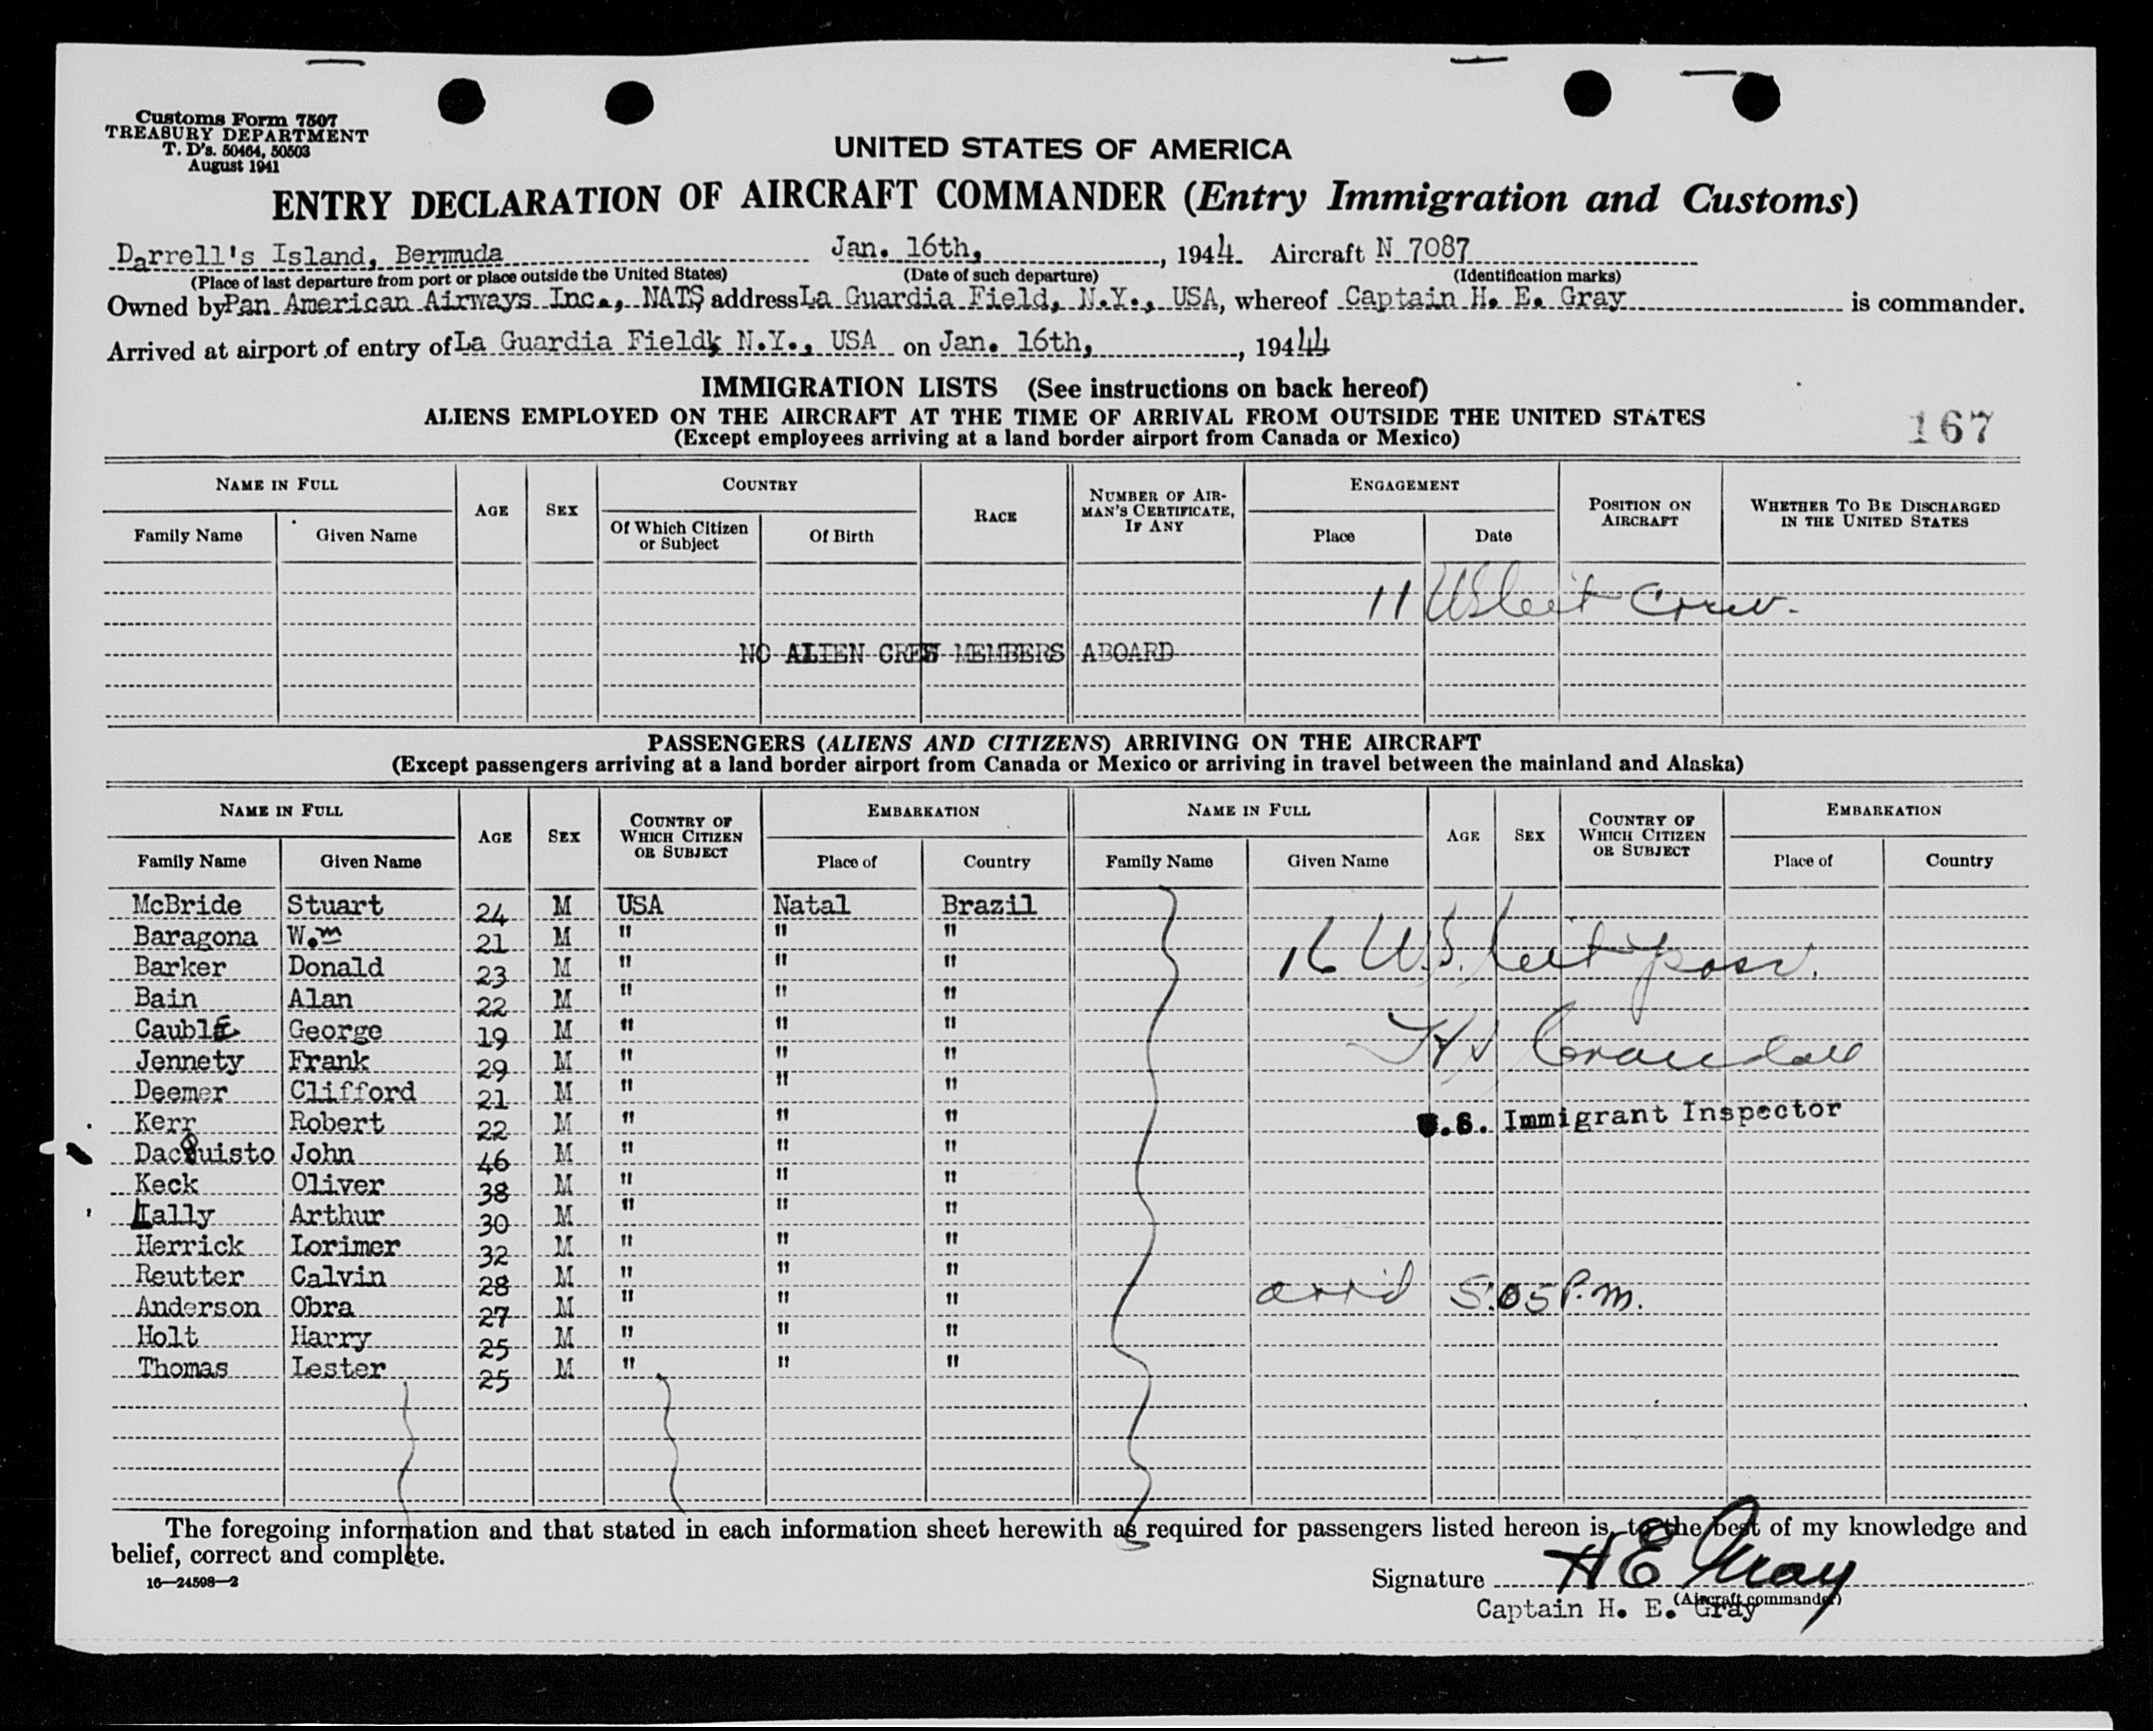 Customs Form 7507
TREASURY DEPARTMENT
T. D's. 50464, 50503
August 1941
UNITED STATES OF AMERICA
ENTRY DECLARATION OF AIRCRAFT COMMANDER (Entry Immigration and Customs)
Darrell's Island, Bermuda Jan. 16th, , 1944 Aircraft N 7087
(Place of last departure from port or place outside the United States) (Date of such departure) (Identification marks)
Owned by Pan American Airways Inc., NATS, address La Guardia Field, N.Y., USA, whereof Captain H. E. Gray is commander.
Arrived at airport of entry of La Guardia Field, N.Y., USA on Jan. 16th, , 1944
IMMIGRATION LISTS (See instructions on back hereof)
ALIENS EMPLOYED ON THE AIRCRAFT AT THE TIME OF ARRIVAL FROM OUTSIDE THE UNITED STATES
(Except employees arriving at a land border airport from Canada or Mexico)
167
NAME IN FULL AGE SEX COUNTRY RACE NUMBER OF AIRMAN'S CERTIFICATE, IF ANY ENGAGEMENT POSITION ON AIRCRAFT WHETHER TO BE DISCHARGED IN THE UNITED STATES
Family Name Given Name Of Which Citizen or Subject Of Birth Place Date
11 US Cit Crew.
NO ALIEN CREW MEMBERS ABOARD
PASSENGERS (ALIENS AND CITIZENS) ARRIVING ON THE AIRCRAFT
(Except passengers arriving at a land border airport from Canada or Mexico or arriving in travel between the mainland and Alaska)
NAME IN FULL AGE SEX COUNTRY OF WHICH CITIZEN OR SUBJECT EMBARKATION NAME IN FULL AGE SEX COUNTRY OF WHICH CITIZEN OR SUBJECT EMBARKATION
Family Name Given Name Place of Country Family Name Given Name Place of Country
McBride Stuart 24 M USA Natal Brazil
Baragona W.m 21 M " " "
Barker Donald 23 M " " "
16 U.S. Cit pass.
Bain Alan 22 M " " "
Cauble George 19 M " " "
Jennety Frank 29 M " " "
Crandall
Deemer Clifford 21 M " " "
Kerr Robert 22 M " " "
U.S. Immigrant Inspector
DacQuisto John 46 M " " "
Keck Oliver 38 M " " "
Lally Arthur 30 M " " "
Herrick Lorimer 32 M " " "
Reutter Calvin 28 M " " "
arr'd 5:05 P.m.
Anderson Obra 27 M " " "
Holt Harry 25 M " " "
Thomas Lester 25 M " " "
The foregoing information and that stated in each information sheet herewith as required for passengers listed hereon is, to the best of my knowledge and
belief, correct and complete.
16—24598—2
Signature H E Gray
(Aircraft commander)
Captain H. E. Gray